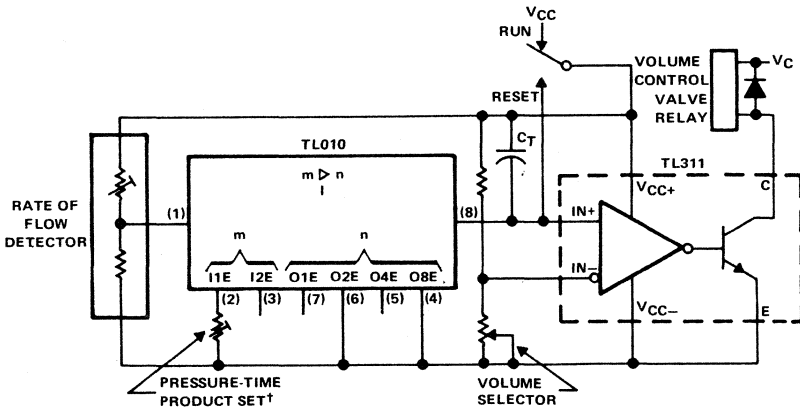 VCC
RUN
VOLUME
CONTROL
VALVE
RELAY
VC
RESET
CT
TL010
TL311
m ▷ n
I
VCC+
C
RATE OF
FLOW
DETECTOR
(1)
(8)
IN+
m
n
I1E I2E O1E O2E O4E O8E
IN−
(2) (3) (7) (6) (5) (4)
VCC−
E
PRESSURE-TIME
PRODUCT SET†
VOLUME
SELECTOR